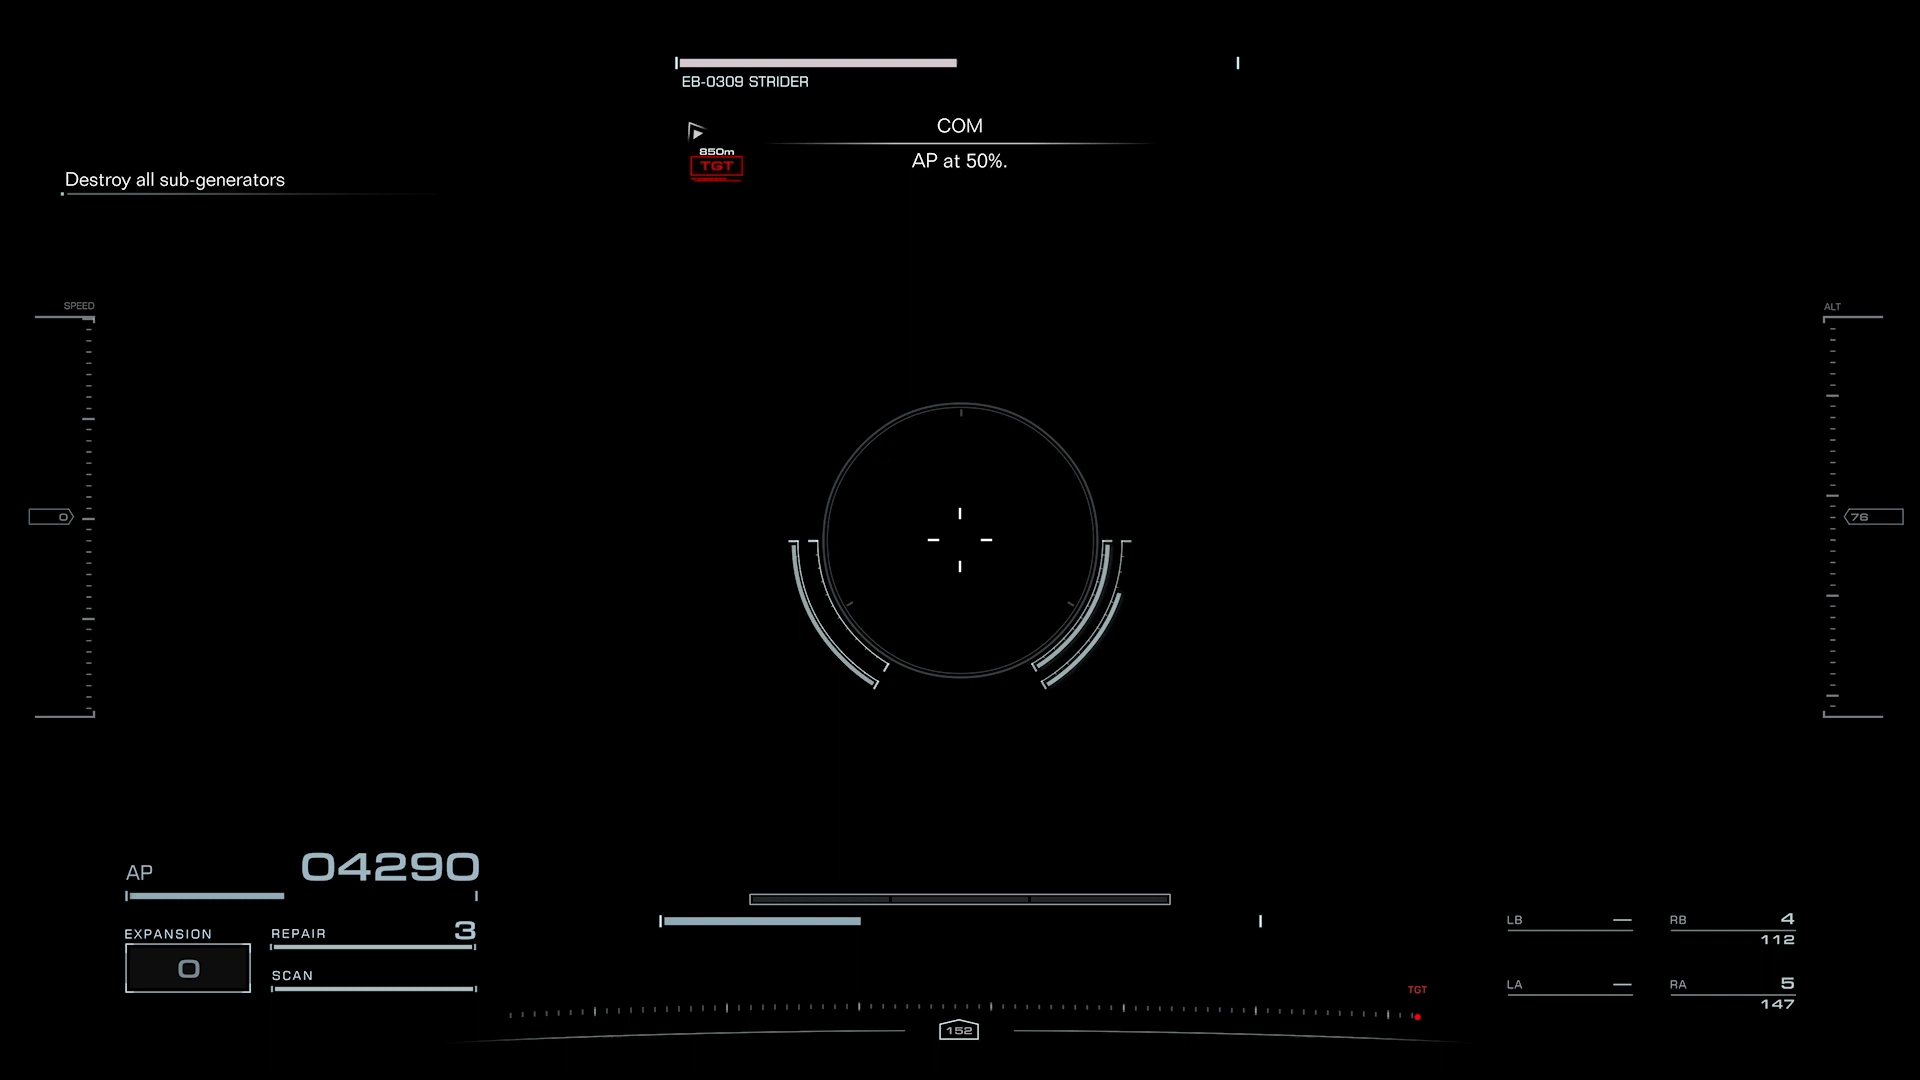 EB-0309 STRIDER
COM
AP at 50%.
850m
TGT
Destroy all sub-generators
SPEED
0
ALT
76
AP
04290
EXPANSION
0
REPAIR
3
SCAN
LB
—
RB
4
112
LA
—
RA
5
147
TGT
152